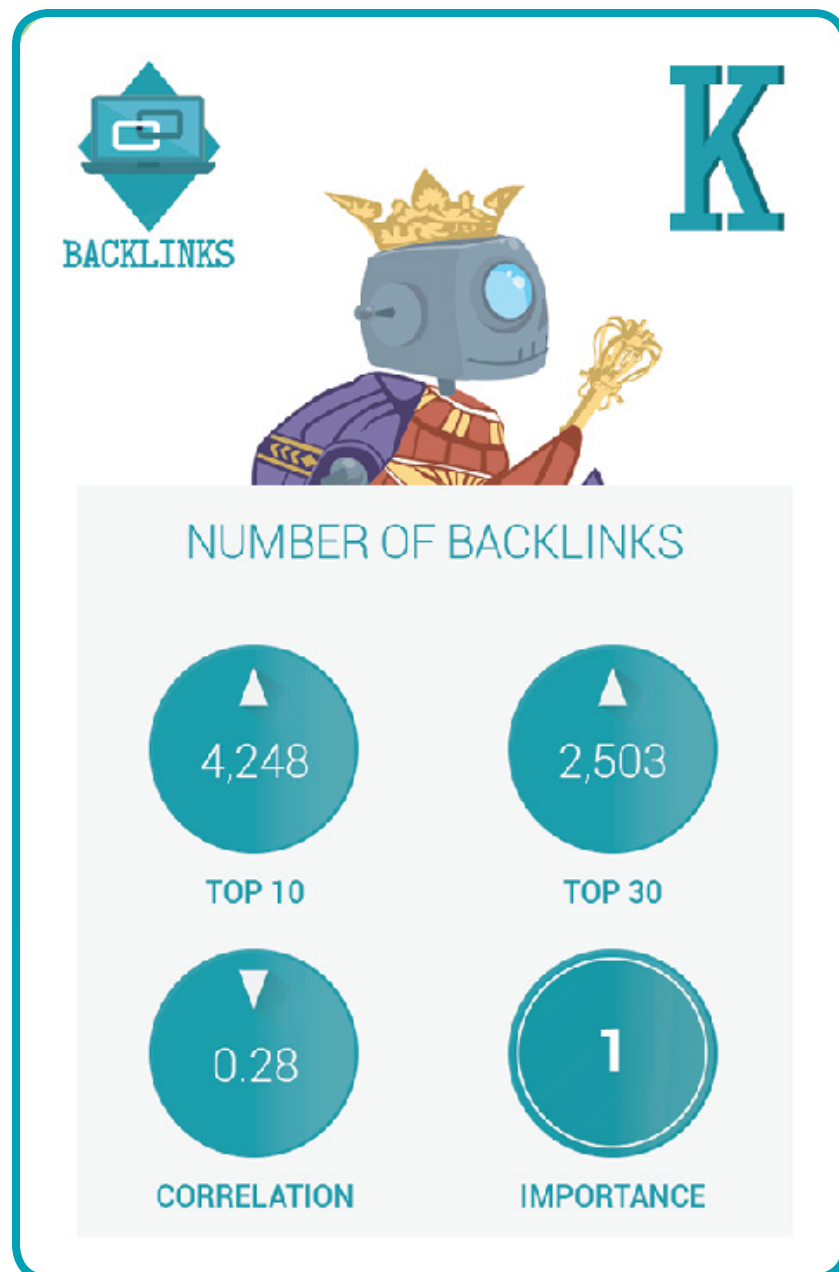 K
BACKLINKS
NUMBER OF BACKLINKS
4,248
2,503
TOP 10
TOP 30
0.28
1
CORRELATION
IMPORTANCE